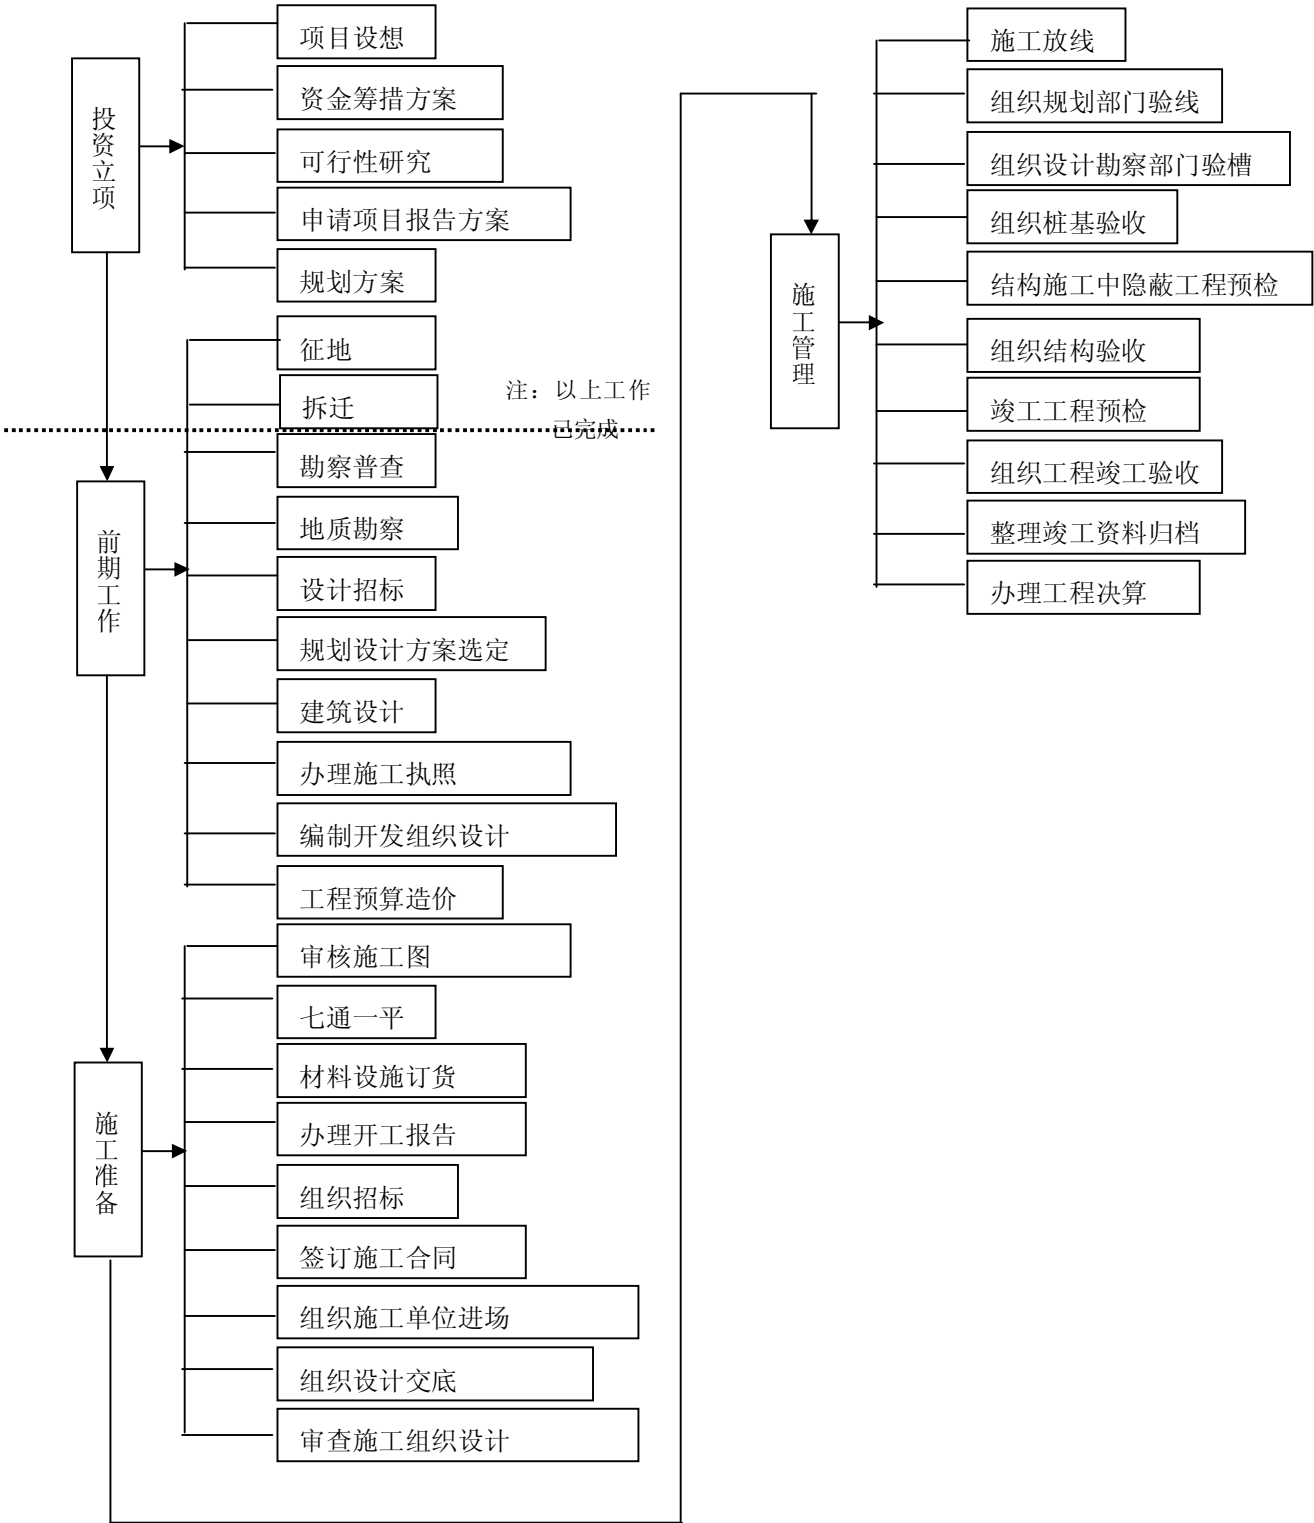 投资立项
项目设想
资金筹措方案
可行性研究
申请项目报告方案
规划方案
前期工作
征地
拆迁
注：以上工作
已完成
勘察普查
地质勘察
设计招标
规划设计方案选定
建筑设计
办理施工执照
编制开发组织设计
工程预算造价
施工准备
审核施工图
七通一平
材料设施订货
办理开工报告
组织招标
签订施工合同
组织施工单位进场
组织设计交底
审查施工组织设计
施工管理
施工放线
组织规划部门验线
组织设计勘察部门验槽
组织桩基验收
结构施工中隐蔽工程预检
组织结构验收
竣工工程预检
组织工程竣工验收
整理竣工资料归档
办理工程决算